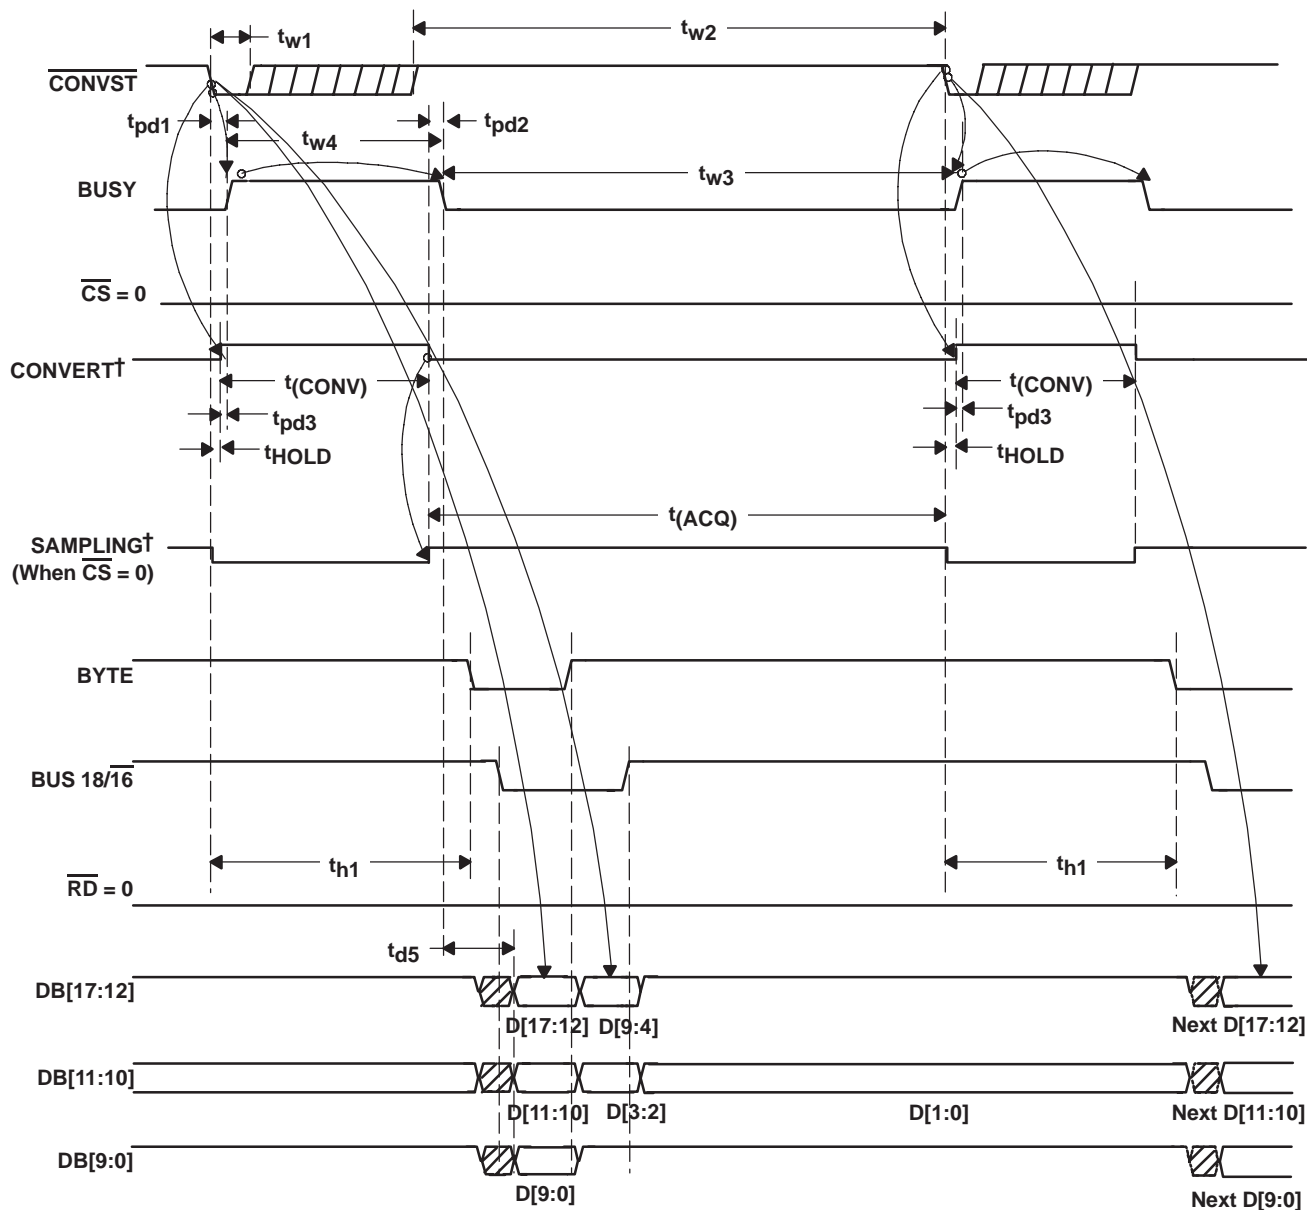 tw1
tw2
CONVST
tpd1
tw4
tpd2
BUSY
tw3
CS = 0
CONVERT†
t(CONV)
t(CONV)
tpd3
tpd3
tHOLD
tHOLD
t(ACQ)
SAMPLING†
(When CS = 0)
BYTE
BUS 18/16
th1
th1
RD = 0
td5
DB[17:12]
D[17:12] D[9:4] Next D[17:12]
DB[11:10]
D[11:10] D[3:2] D[1:0] Next D[11:10]
DB[9:0]
D[9:0] Next D[9:0]